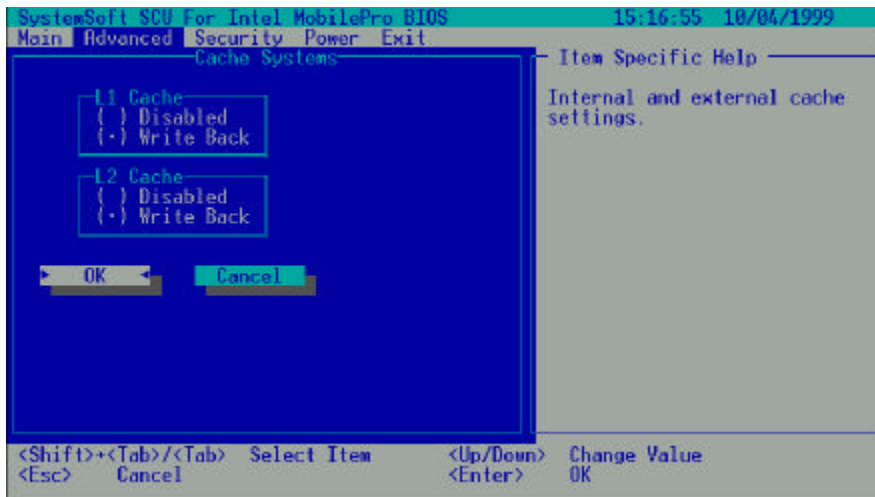 SystemSoft SCU For Intel MobilePro BIOS 15:16:55 10/04/1999
Main Advanced Security Power Exit
Cache Systems
L1 Cache
( ) Disabled
(·) Write Back
L2 Cache
( ) Disabled
(·) Write Back
OK Cancel
Item Specific Help
Internal and external cache
settings.
<Shift>+<Tab>/<Tab> Select Item <Up/Down> Change Value
<Esc> Cancel <Enter> OK